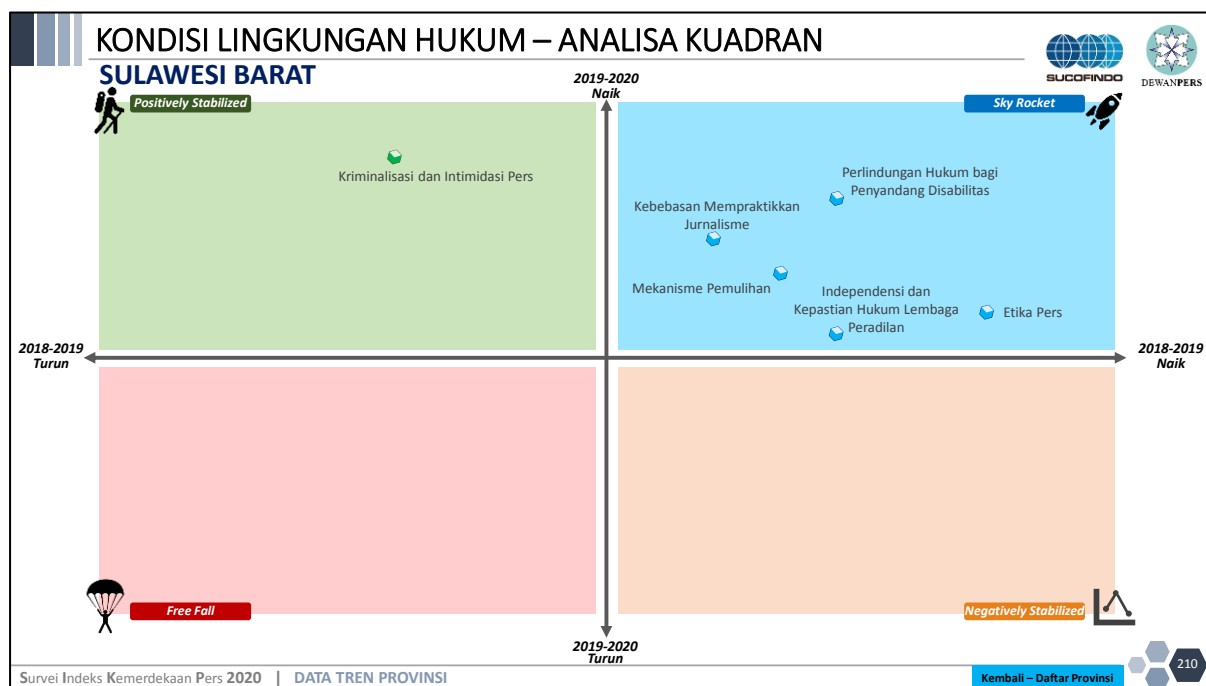 KONDISI LINGKUNGAN HUKUM – ANALISA KUADRAN
SULAWESI BARAT
SUCOFINDO
DEWANPERS
2019-2020
Naik
Positively Stabilized
Sky Rocket
Kriminalisasi dan Intimidasi Pers
Perlindungan Hukum bagi
Penyandang Disabilitas
Kebebasan Mempraktikkan
Jurnalisme
Mekanisme Pemulihan
Independensi dan
Kepastian Hukum Lembaga
Peradilan
Etika Pers
2018-2019
Turun
2018-2019
Naik
Free Fall
Negatively Stabilized
2019-2020
Turun
Survei Indeks Kemerdekaan Pers 2020 | DATA TREN PROVINSI
Kembali – Daftar Provinsi
210